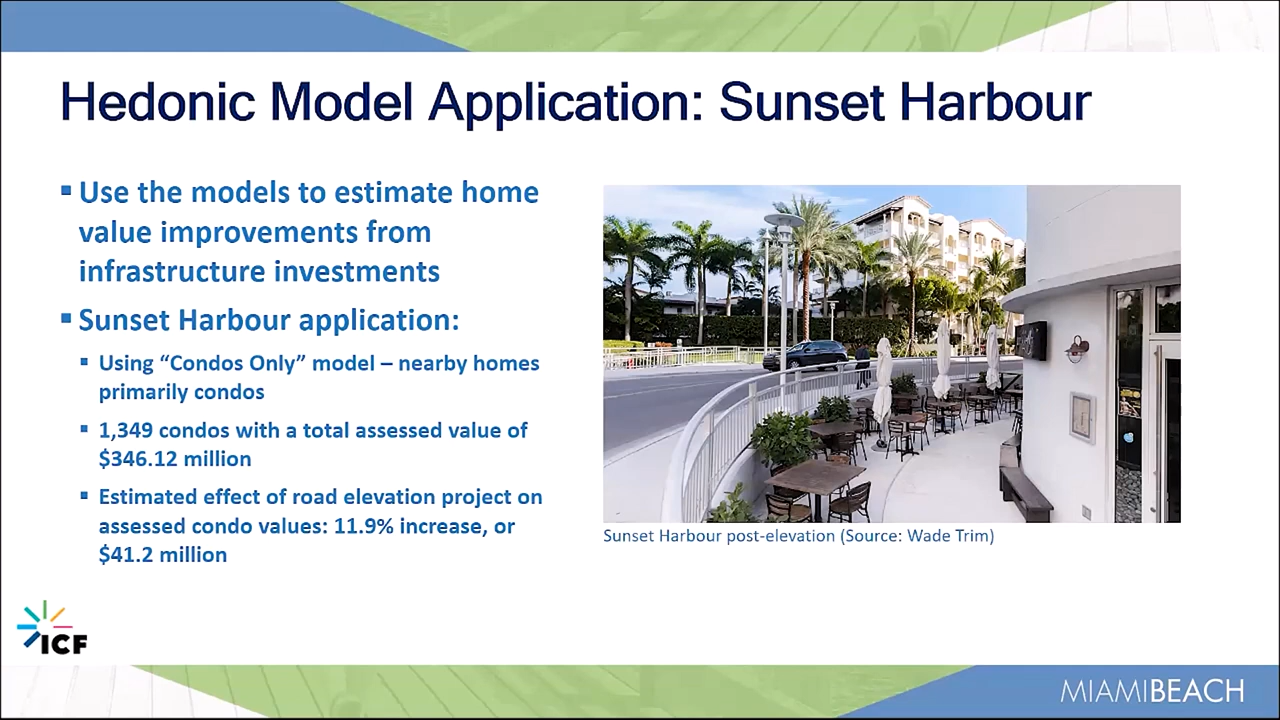 Hedonic Model Application: Sunset Harbour
▪ Use the models to estimate home
value improvements from
infrastructure investments
▪ Sunset Harbour application:
▪ Using “Condos Only” model – nearby homes
primarily condos
▪ 1,349 condos with a total assessed value of
$346.12 million
▪ Estimated effect of road elevation project on
assessed condo values: 11.9% increase, or
$41.2 million
Sunset Harbour post-elevation (Source: Wade Trim)
ICF
MIAMIBEACH